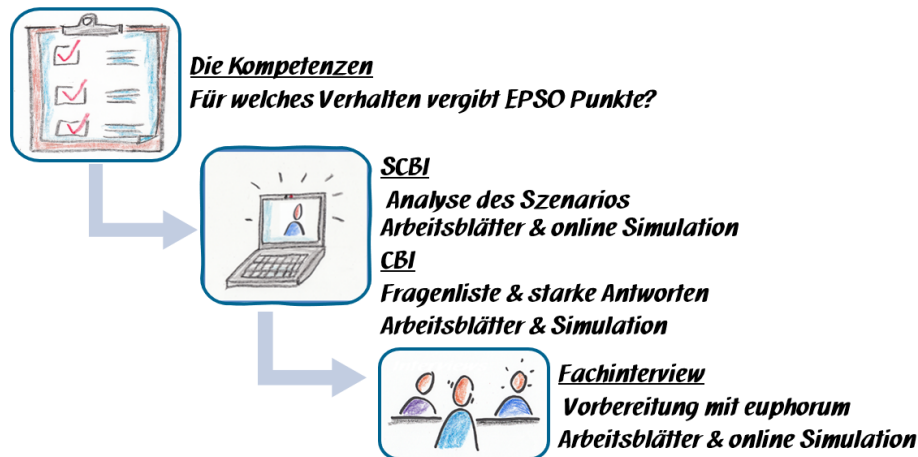 Die Kompetenzen
Für welches Verhalten vergibt EPSO Punkte?
SCBI
Analyse des Szenarios
Arbeitsblätter & online Simulation
CBI
Fragenliste & starke Antworten
Arbeitsblätter & Simulation
Fachinterview
Vorbereitung mit euphorum
Arbeitsblätter & online Simulation